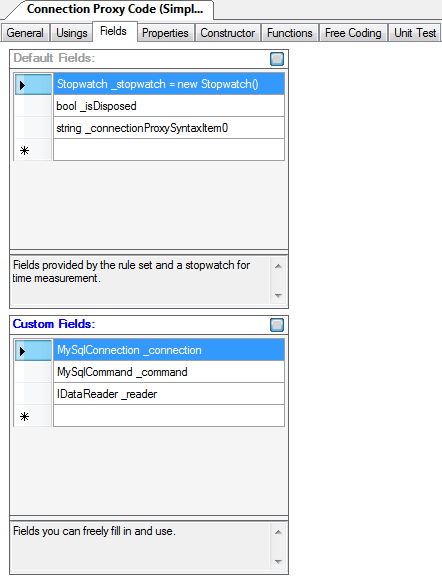 Connection Proxy Code (Simpl...
General Usings Fields Properties Constructor Functions Free Coding Unit Test
Default Fields:
Stopwatch _stopwatch = new Stopwatch()
bool _isDisposed
string _connectionProxySyntaxItem0
Fields provided by the rule set and a stopwatch for
time measurement.
Custom Fields:
MySqlConnection _connection
MySqlCommand _command
IDataReader _reader
Fields you can freely fill in and use.